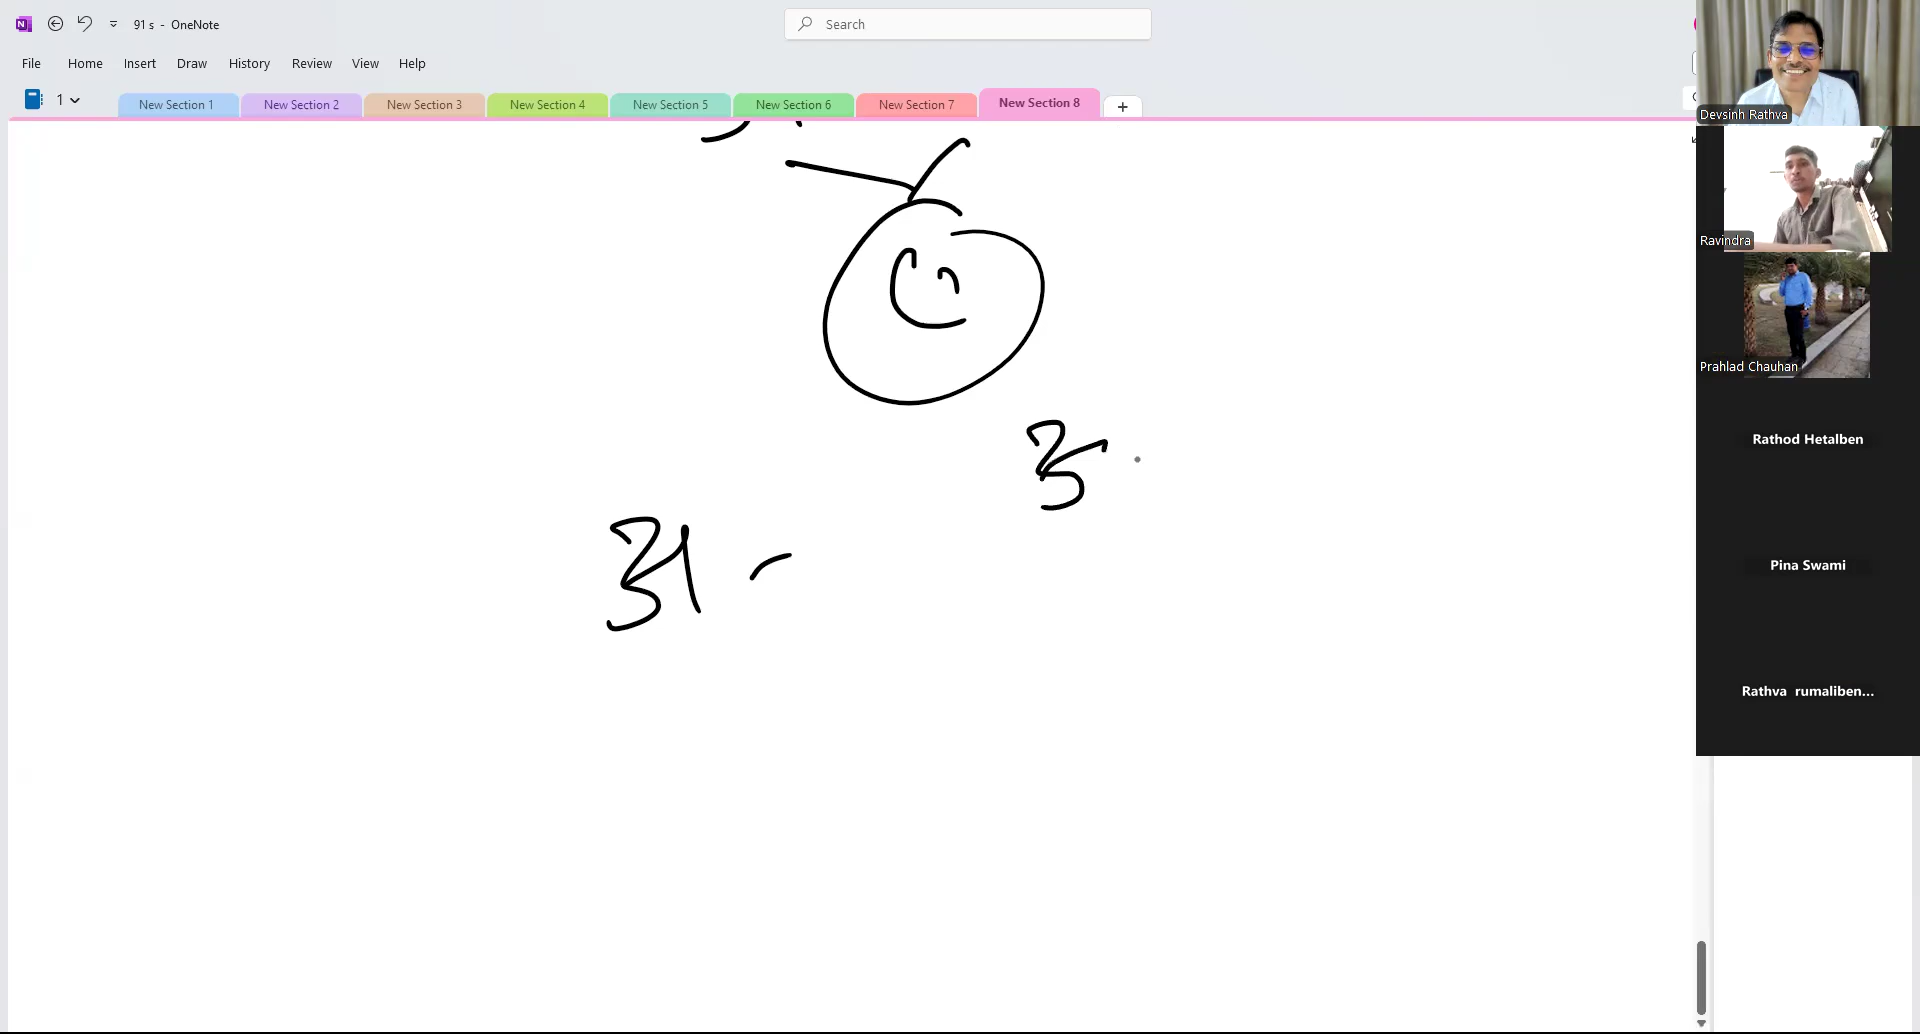 91 s - OneNote
Search
File Home Insert Draw History Review View Help
1
New Section 1 New Section 2 New Section 3 New Section 4 New Section 5 New Section 6 New Section 7 New Section 8 +
Devsinh Rathva
Ravindra
Prahlad Chauhan
Rathod Hetalben
Pina Swami
Rathva rumaliben...